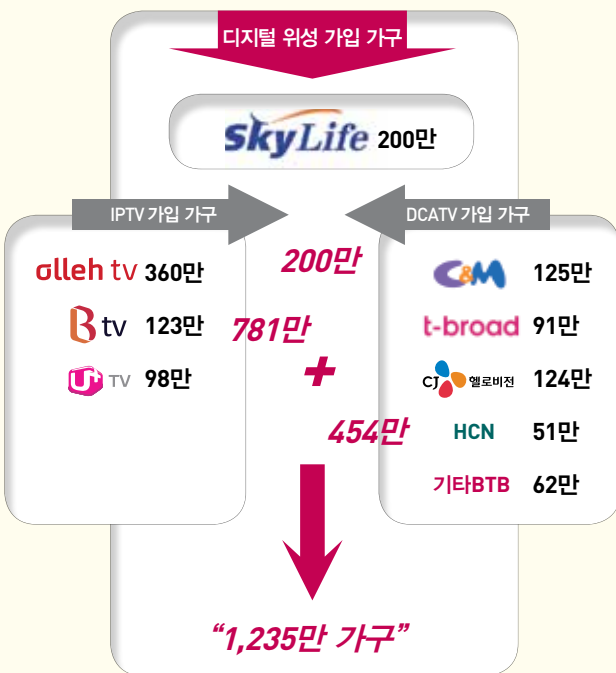 디지털 위성 가입 가구
SkyLife 200만
IPTV 가입 가구
DCATV 가입 가구
olleh tv 360만
B tv 123만
U+ TV 98만
200만
781만
+
454만
C&M 125만
t-broad 91만
CJ 헬로비전 124만
HCN 51만
기타BTB 62만
“1,235만 가구”